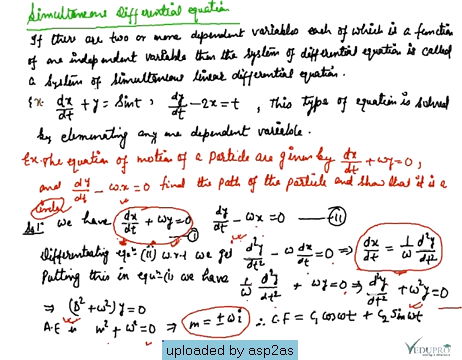 Simultaneous Differential equation
If there are two or more dependent variables each of which is a function
of one independent variable then the system of differential equation is called
a system of simultaneous linear differential equation.
Ex: dx/dt + y = sint, dy/dt - 2x = t, This type of equation is solved
by eliminating any one dependent variable.
Ex. The equation of motion of a particle are given by dx/dt + ωy = 0,
and dy/dt - ωx = 0 find the path of the particle and show that it is a
circle.
Sol: we have dx/dt + ωy = 0 —(i) dy/dt - ωx = 0 —(ii)
Differentiating equⁿ (ii) w.r.t we get d²y/dt² - ω dx/dt = 0 ⇒ dx/dt = 1/ω d²y/dt²
Putting this in equⁿ (i) we have 1/ω d²y/dt² + ωy = 0 ⇒ d²y/dt² + ω²y = 0
⇒ (D² + ω²) y = 0
A.E is m² + ω² = 0 ⇒ m = ± ωi ∴ C.F = C₁ cos ωt + C₂ sin ωt
VEDUPRO
uploaded by asp2as